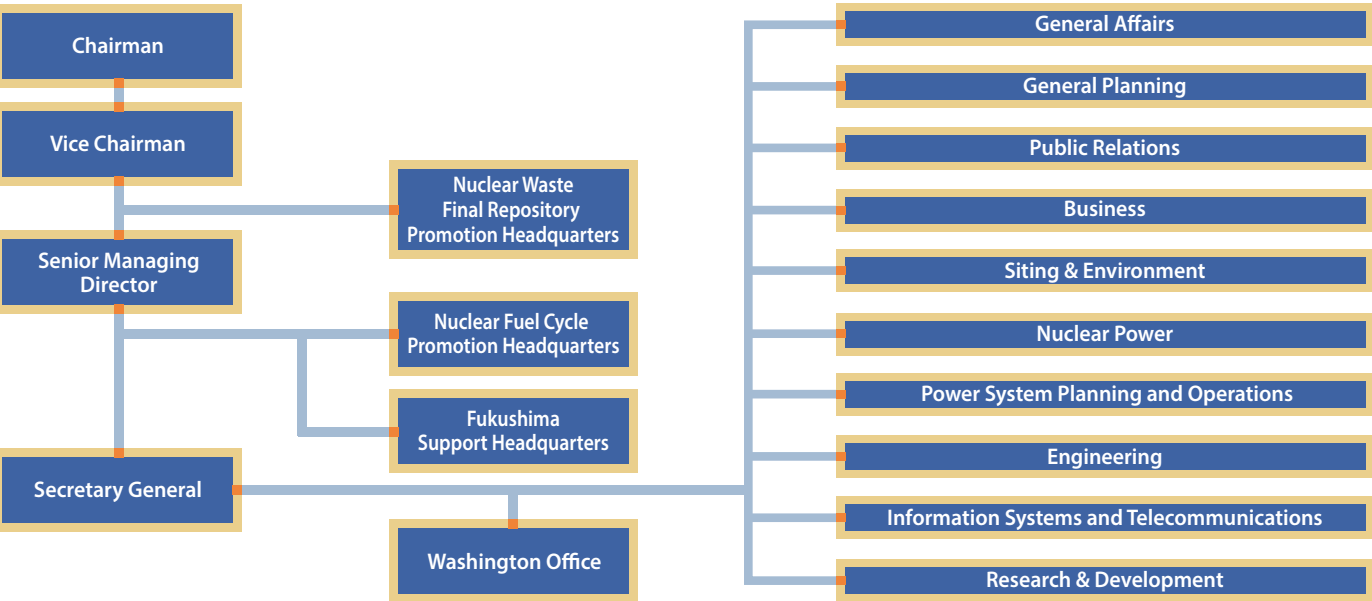 Chairman
Vice Chairman
Nuclear Waste
Final Repository
Promotion Headquarters
Senior Managing
Director
Nuclear Fuel Cycle
Promotion Headquarters
Fukushima
Support Headquarters
Secretary General
Washington Office
General Affairs
General Planning
Public Relations
Business
Siting & Environment
Nuclear Power
Power System Planning and Operations
Engineering
Information Systems and Telecommunications
Research & Development